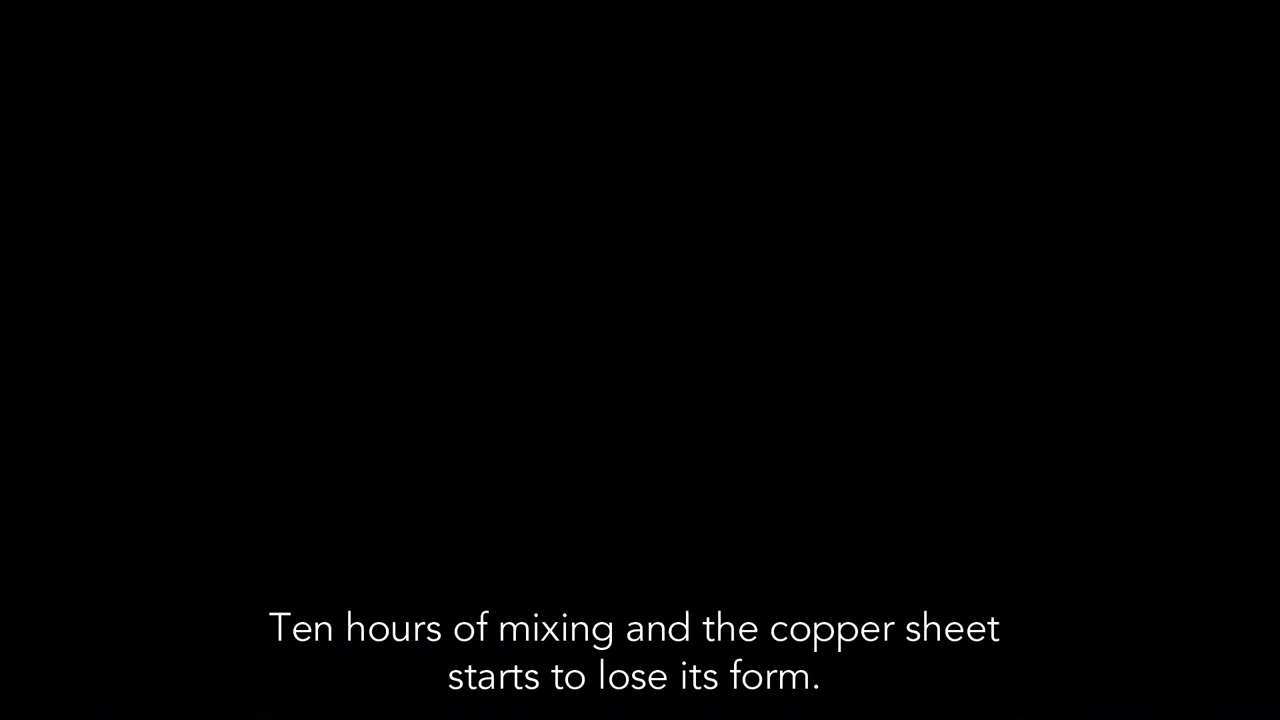 Ten hours of mixing and the copper sheet
starts to lose its form.